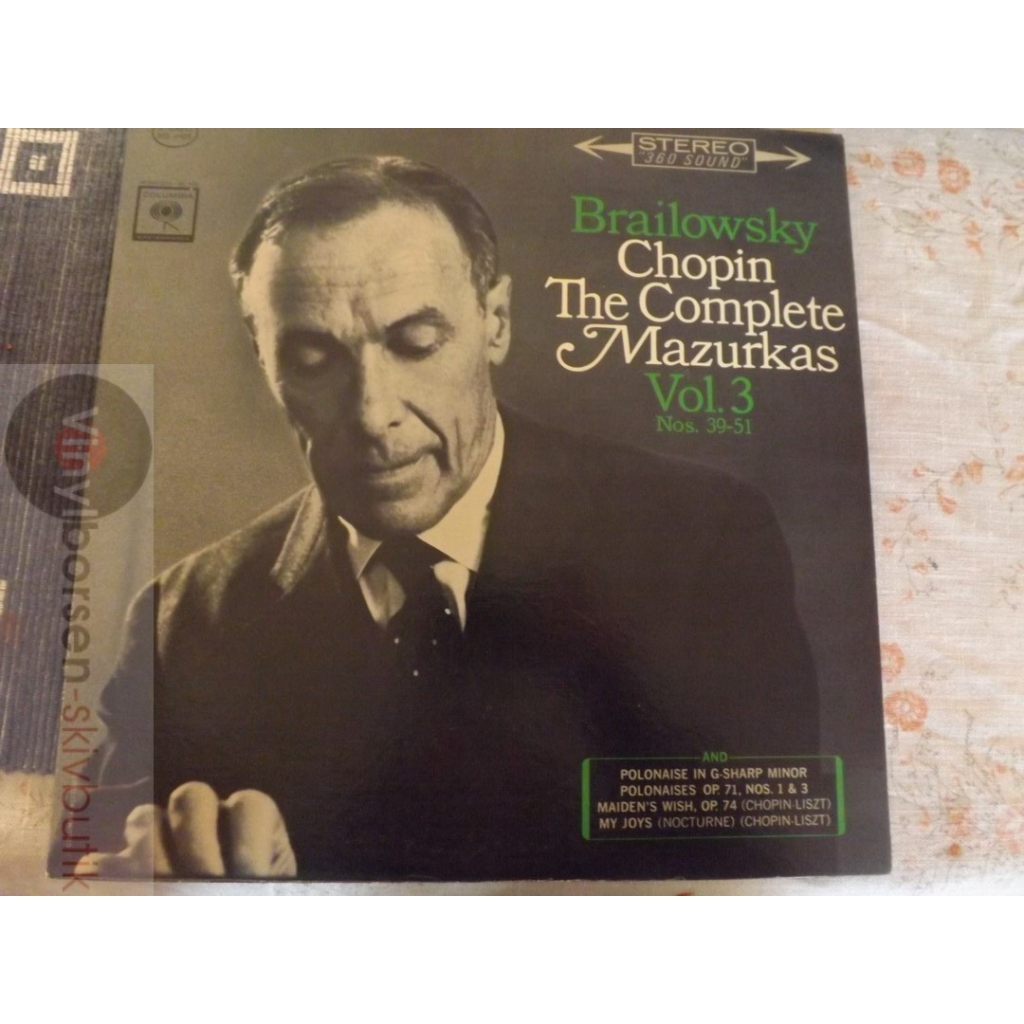 STEREO
"360 SOUND"
COLUMBIA
Brailowsky
Chopin
The Complete
Mazurkas
Vol. 3
Nos. 39-51
AND
POLONAISE IN G-SHARP MINOR
POLONAISES OP. 71, NOS. 1 & 3
MAIDEN'S WISH, OP. 74 (CHOPIN-LISZT)
MY JOYS (NOCTURNE) (CHOPIN-LISZT)
vinylborsen-skivbutik